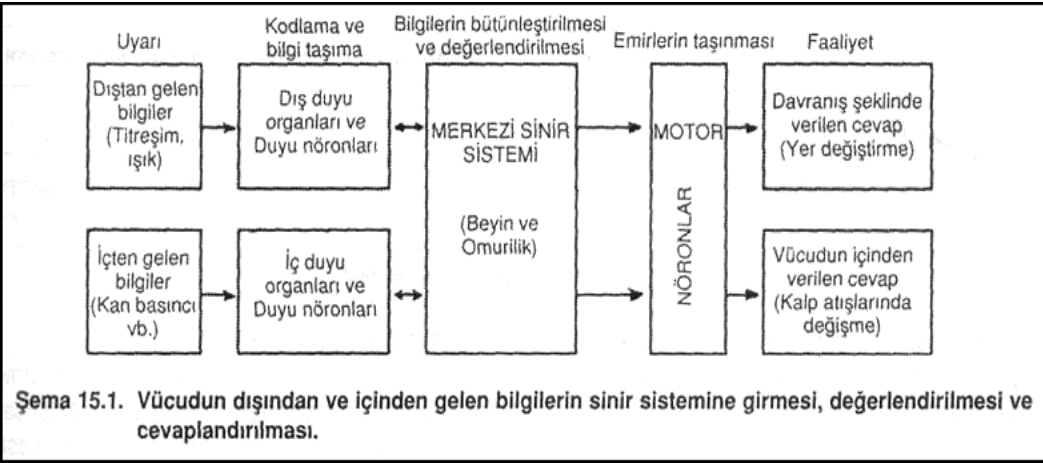 Uyarı
Kodlama ve
bilgi taşıma
Bilgilerin bütünleştirilmesi
ve değerlendirilmesi
Emirlerin taşınması
Faaliyet
Dıştan gelen
bilgiler
(Titreşim,
ışık)
Dış duyu
organları ve
Duyu nöronları
MERKEZİ SİNİR
SİSTEMİ
(Beyin ve
Omurilik)
MOTOR
NÖRONLAR
Davranış şeklinde
verilen cevap
(Yer değiştirme)
İçten gelen
bilgiler
(Kan basıncı
vb.)
İç duyu
organları ve
Duyu nöronları
Vücudun içinden
verilen cevap
(Kalp atışlarında
değişme)
Şema 15.1. Vücudun dışından ve içinden gelen bilgilerin sinir sistemine girmesi, değerlendirilmesi ve
cevaplandırılması.